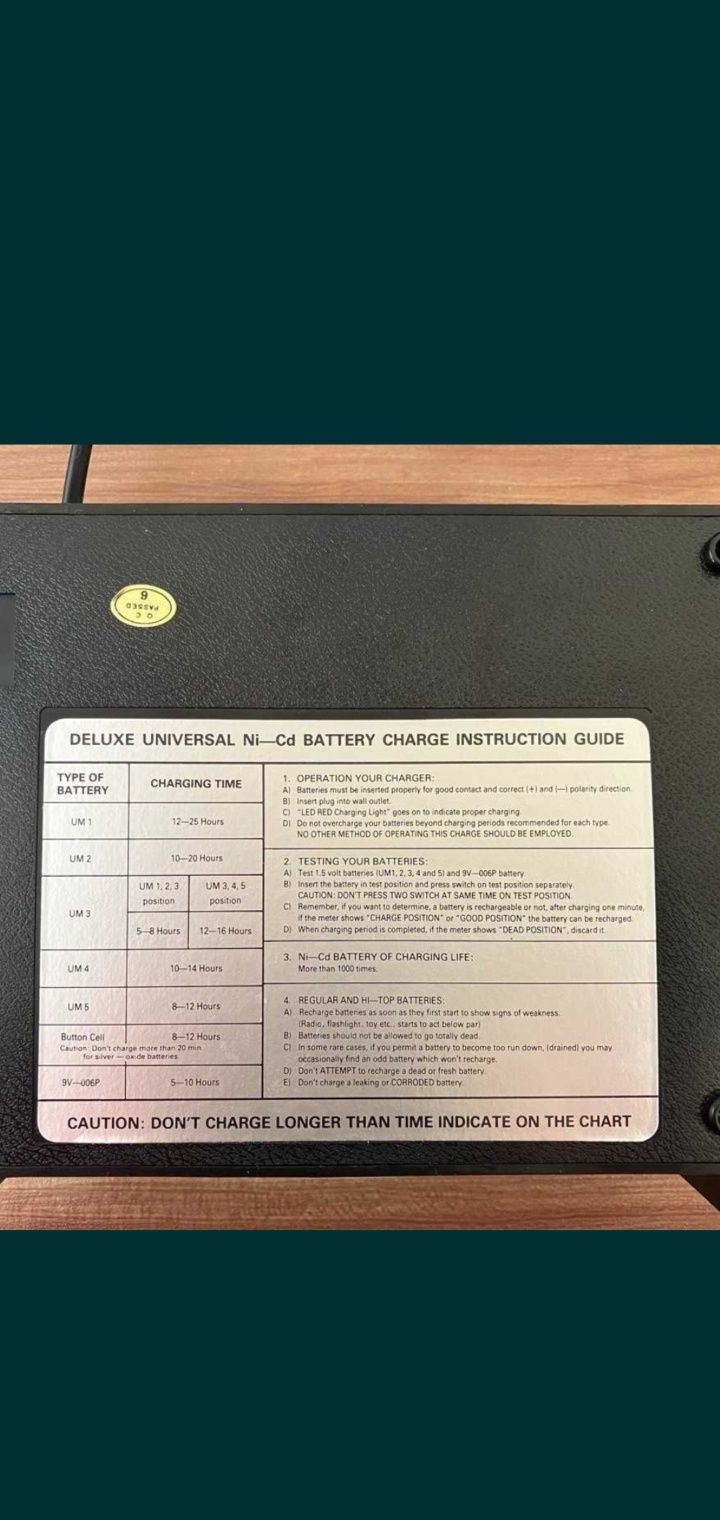 Q. C.
PASSED
6
DELUXE UNIVERSAL Ni—Cd BATTERY CHARGE INSTRUCTION GUIDE
TYPE OF BATTERY
CHARGING TIME
UM 1
12—25 Hours
UM 2
10—20 Hours
UM 3
UM 1, 2, 3 position
UM 3, 4, 5 position
5—8 Hours
12—16 Hours
UM 4
10—14 Hours
UM 5
8—12 Hours
Button Cell
8—12 Hours
Caution: Don't charge more than 20 min.
for silver — oxide batteries.
9V—006P
5—10 Hours
1. OPERATION YOUR CHARGER:
A) Batteries must be inserted properly for good contact and correct (+) and (—) polarity direction.
B) Insert plug into wall outlet.
C) "LED RED Charging Light" goes on to indicate proper charging.
D) Do not overcharge your batteries beyond charging periods recommended for each type.
NO OTHER METHOD OF OPERATING THIS CHARGE SHOULD BE EMPLOYED.
2. TESTING YOUR BATTERIES:
A) Test 1.5 volt batteries (UM1, 2, 3, 4 and 5) and 9V—006P battery.
B) Insert the battery in test position and press switch on test position separately.
CAUTION: DON'T PRESS TWO SWITCH AT SAME TIME ON TEST POSITION.
C) Remember, if you want to determine, a battery is rechargeable or not, after charging one minute,
if the meter shows "CHARGE POSITION" or "GOOD POSITION" the battery can be recharged.
D) When charging period is completed, if the meter shows "DEAD POSITION", discard it.
3. Ni—Cd BATTERY OF CHARGING LIFE:
More than 1000 times.
4. REGULAR AND HI—TOP BATTERIES:
A) Recharge batteries as soon as they first start to show signs of weakness.
(Radio, flashlight, toy etc.. starts to act below par)
B) Batteries should not be allowed to go totally dead.
C) In some rare cases, if you permit a battery to become too run down, (drained) you may
occasionally find an odd battery which won't recharge.
D) Don't ATTEMPT to recharge a dead or fresh battery.
E) Don't charge a leaking or CORRODED battery.
CAUTION: DON'T CHARGE LONGER THAN TIME INDICATE ON THE CHART